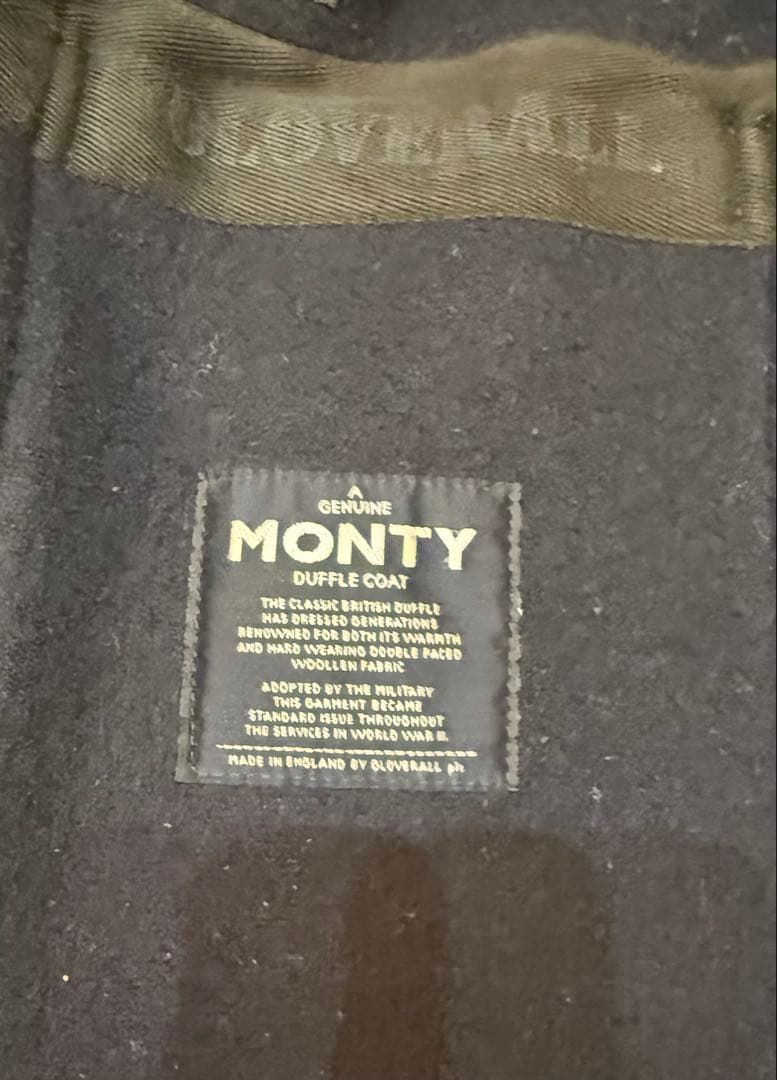 GLOVERALL
A
GENUINE
MONTY
DUFFLE COAT
THE CLASSIC BRITISH DUFFLE
HAS DRESSED GENERATIONS
RENOWNED FOR BOTH ITS WARMTH
AND HARD WEARING DOUBLE FACED
WOOLLEN FABRIC
ADOPTED BY THE MILITARY
THIS GARMENT BECAME
STANDARD ISSUE THROUGHOUT
THE SERVICES IN WORLD WAR II.
MADE IN ENGLAND BY GLOVERALL plc